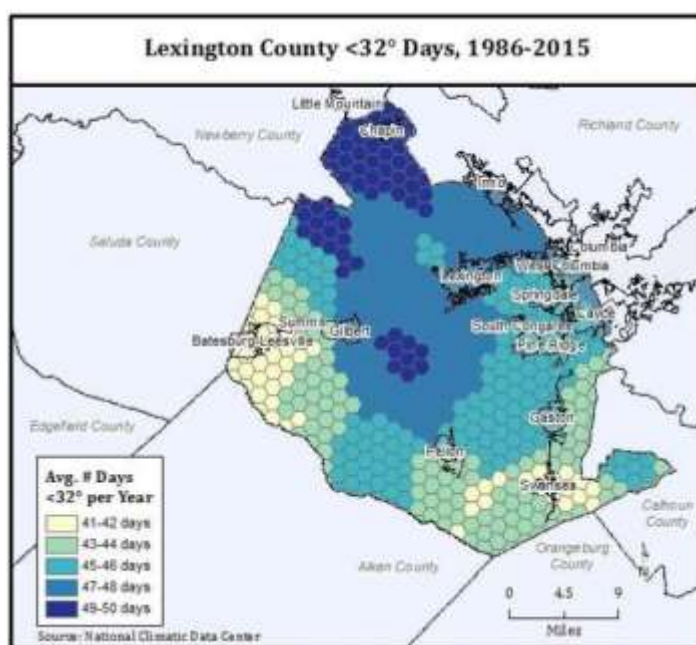 Lexington County <32° Days, 1986-2015
Little Mountain
Chapin
Newberry County
Richland County
Irmo
Saluda County
Columbia
West Columbia
Lexington
Springdale
Cayce
Summit
Gilbert
South Congaree
Batesburg-Leesville
Pine Ridge
Edgefield County
Gaston
Pelion
Swansea
Calhoun
County
Orangeburg
County
Aiken County
Avg. # Days
<32° per Year
41-42 days
43-44 days
45-46 days
47-48 days
49-50 days
N
0 4.5 9
Miles
Source: National Climatic Data Center